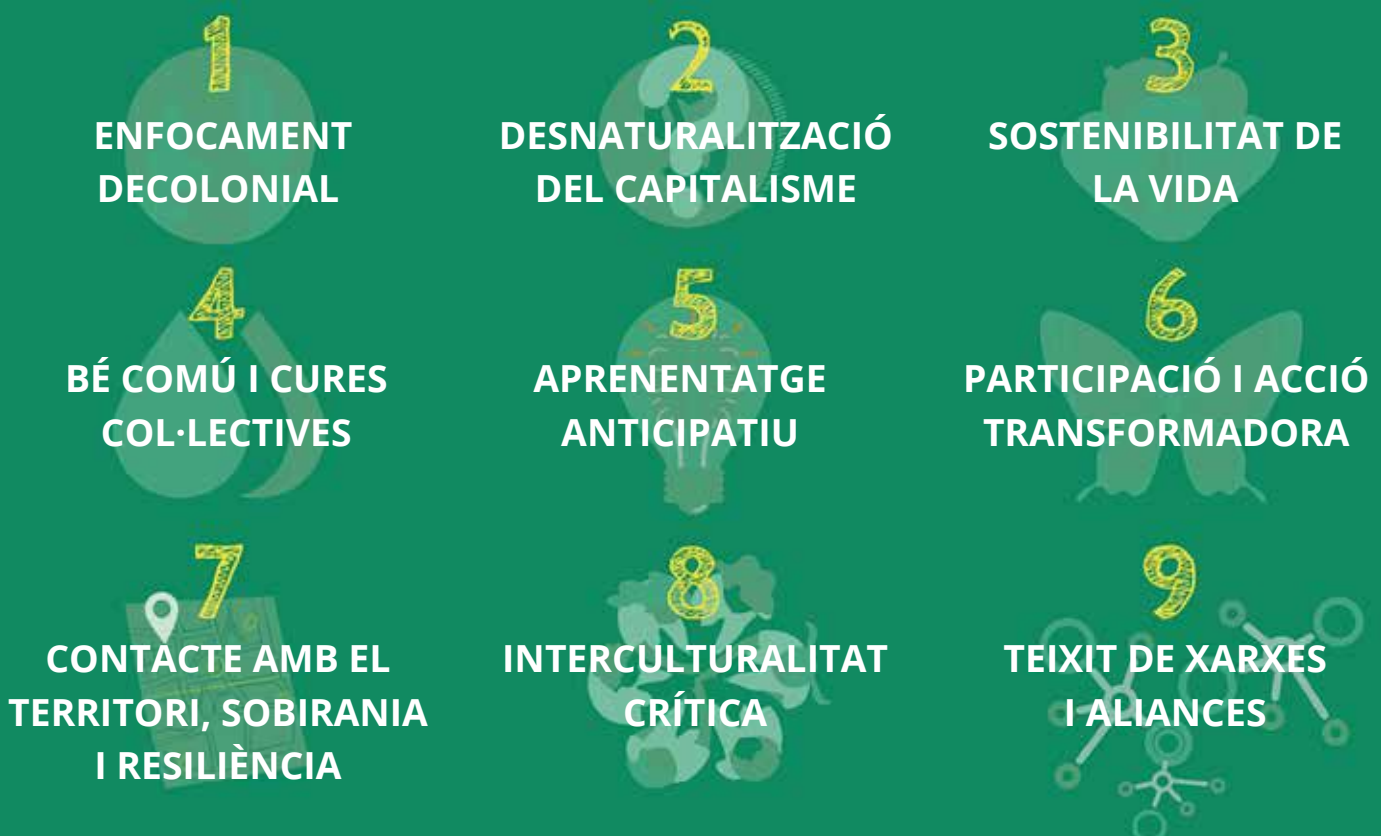 1
ENFOCAMENT
DECOLONIAL
2
DESNATURALITZACIÓ
DEL CAPITALISME
3
SOSTENIBILITAT DE
LA VIDA
4
BÉ COMÚ I CURES
COL·LECTIVES
5
APRENENTATGE
ANTICIPATIU
6
PARTICIPACIÓ I ACCIÓ
TRANSFORMADORA
7
CONTACTE AMB EL
TERRITORI, SOBIRANIA
I RESILIÈNCIA
8
INTERCULTURALITAT
CRÍTICA
9
TEIXIT DE XARXES
I ALIANCES